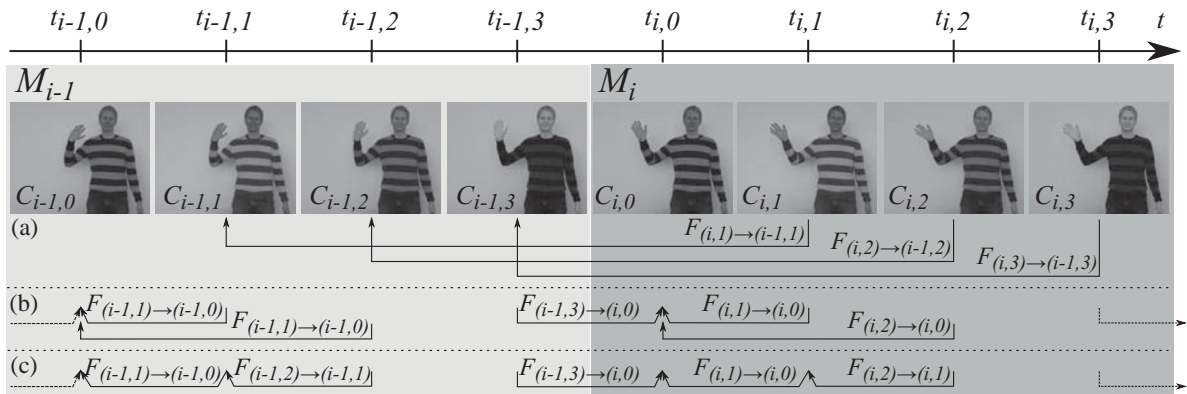 t_{i-1,0} t_{i-1,1} t_{i-1,2} t_{i-1,3} t_{i,0} t_{i,1} t_{i,2} t_{i,3} t
M_{i-1} M_i
C_{i-1,0} C_{i-1,1} C_{i-1,2} C_{i-1,3} C_{i,0} C_{i,1} C_{i,2} C_{i,3}
(a) F_{(i,1)→(i-1,1)}
F_{(i,2)→(i-1,2)}
F_{(i,3)→(i-1,3)}
(b) F_{(i-1,1)→(i-1,0)} F_{(i-1,3)→(i,0)} F_{(i,1)→(i,0)}
F_{(i-1,1)→(i-1,0)} F_{(i,2)→(i,0)}
(c) F_{(i-1,1)→(i-1,0)} F_{(i-1,2)→(i-1,1)} F_{(i-1,3)→(i,0)} F_{(i,1)→(i,0)} F_{(i,2)→(i,1)}